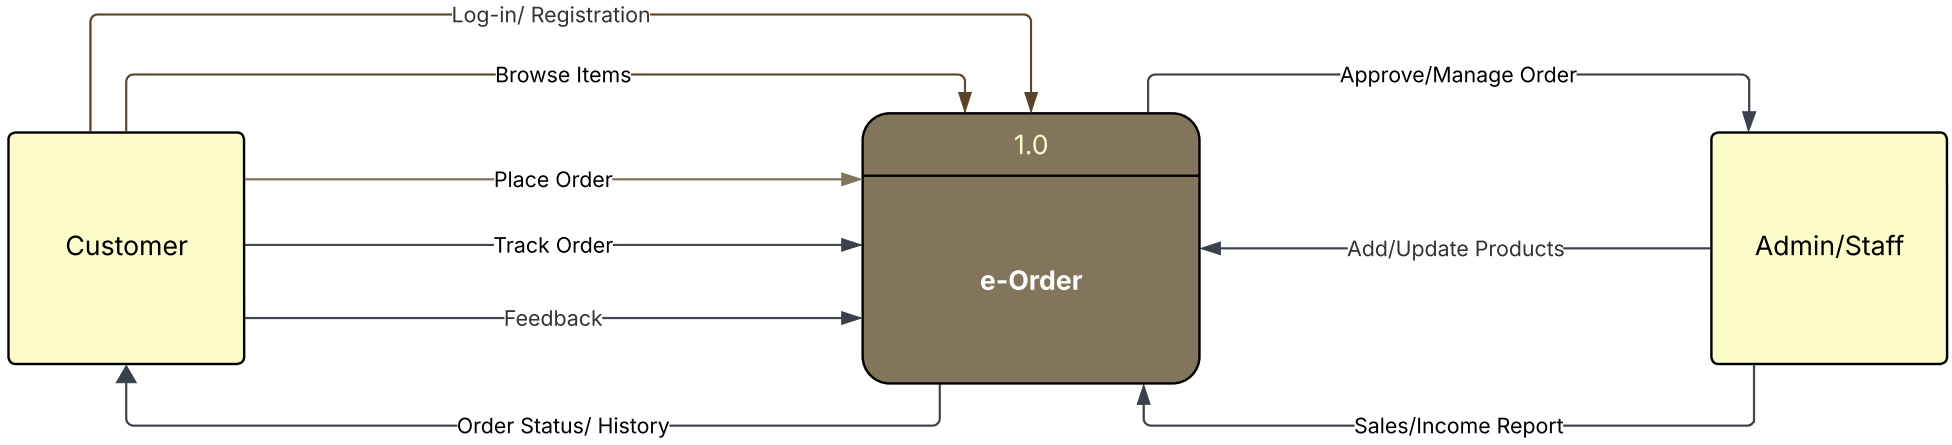 Log-in/ Registration
Browse Items
Approve/Manage Order
1.0
Place Order
Customer
Track Order
Add/Update Products
Admin/Staff
e-Order
Feedback
Order Status/ History
Sales/Income Report